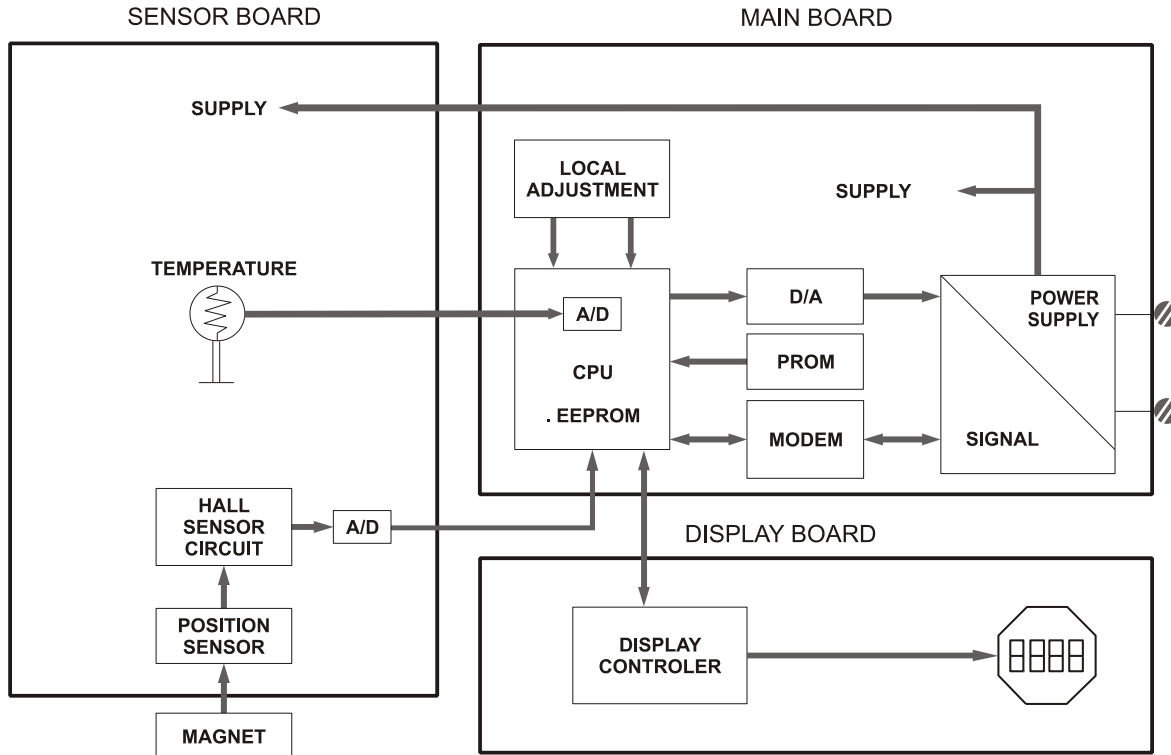 SENSOR BOARD
MAIN BOARD
SUPPLY
LOCAL
ADJUSTMENT
SUPPLY
TEMPERATURE
A/D
CPU
. EEPROM
D/A
PROM
MODEM
POWER
SUPPLY
SIGNAL
HALL
SENSOR
CIRCUIT
A/D
POSITION
SENSOR
MAGNET
DISPLAY BOARD
DISPLAY
CONTROLER
8888